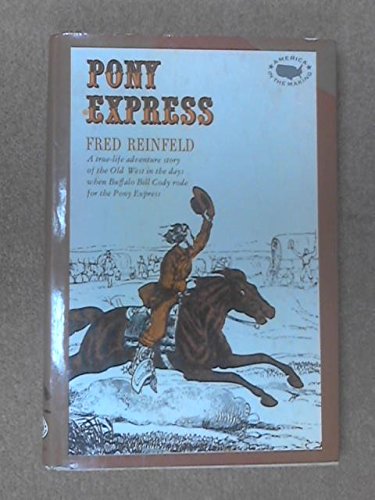 AMERICA
IN THE MAKING
PONY
EXPRESS
FRED REINFELD
A true-life adventure story
of the Old West in the days
when Buffalo Bill Cody rode
for the Pony Express